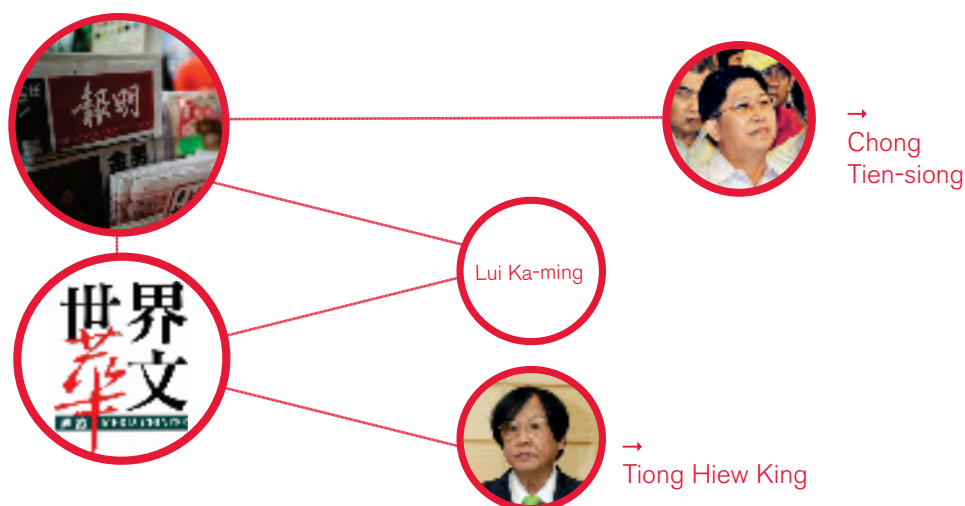 明報
→
Chong
Tien-siong
Lui Ka-ming
世界
華文
→
Tiong Hiew King